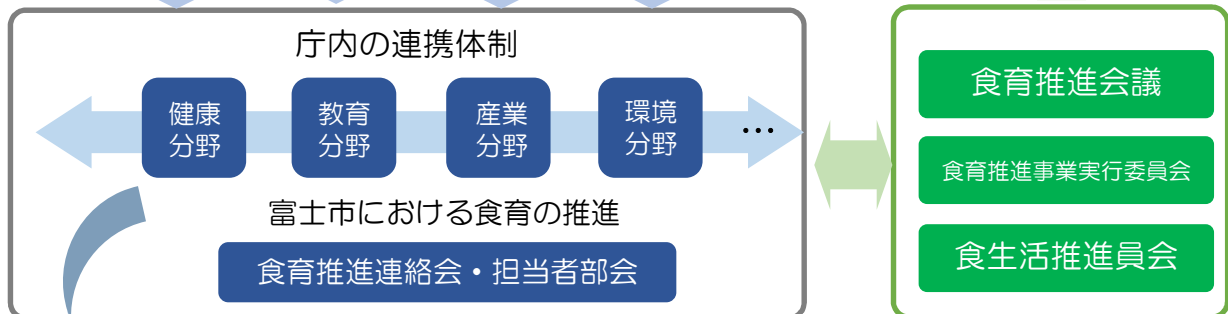 庁内の連携体制
健康
分野
教育
分野
産業
分野
環境
分野
…
富士市における食育の推進
食育推進連絡会・担当者部会
食育推進会議
食育推進事業実行委員会
食生活推進員会